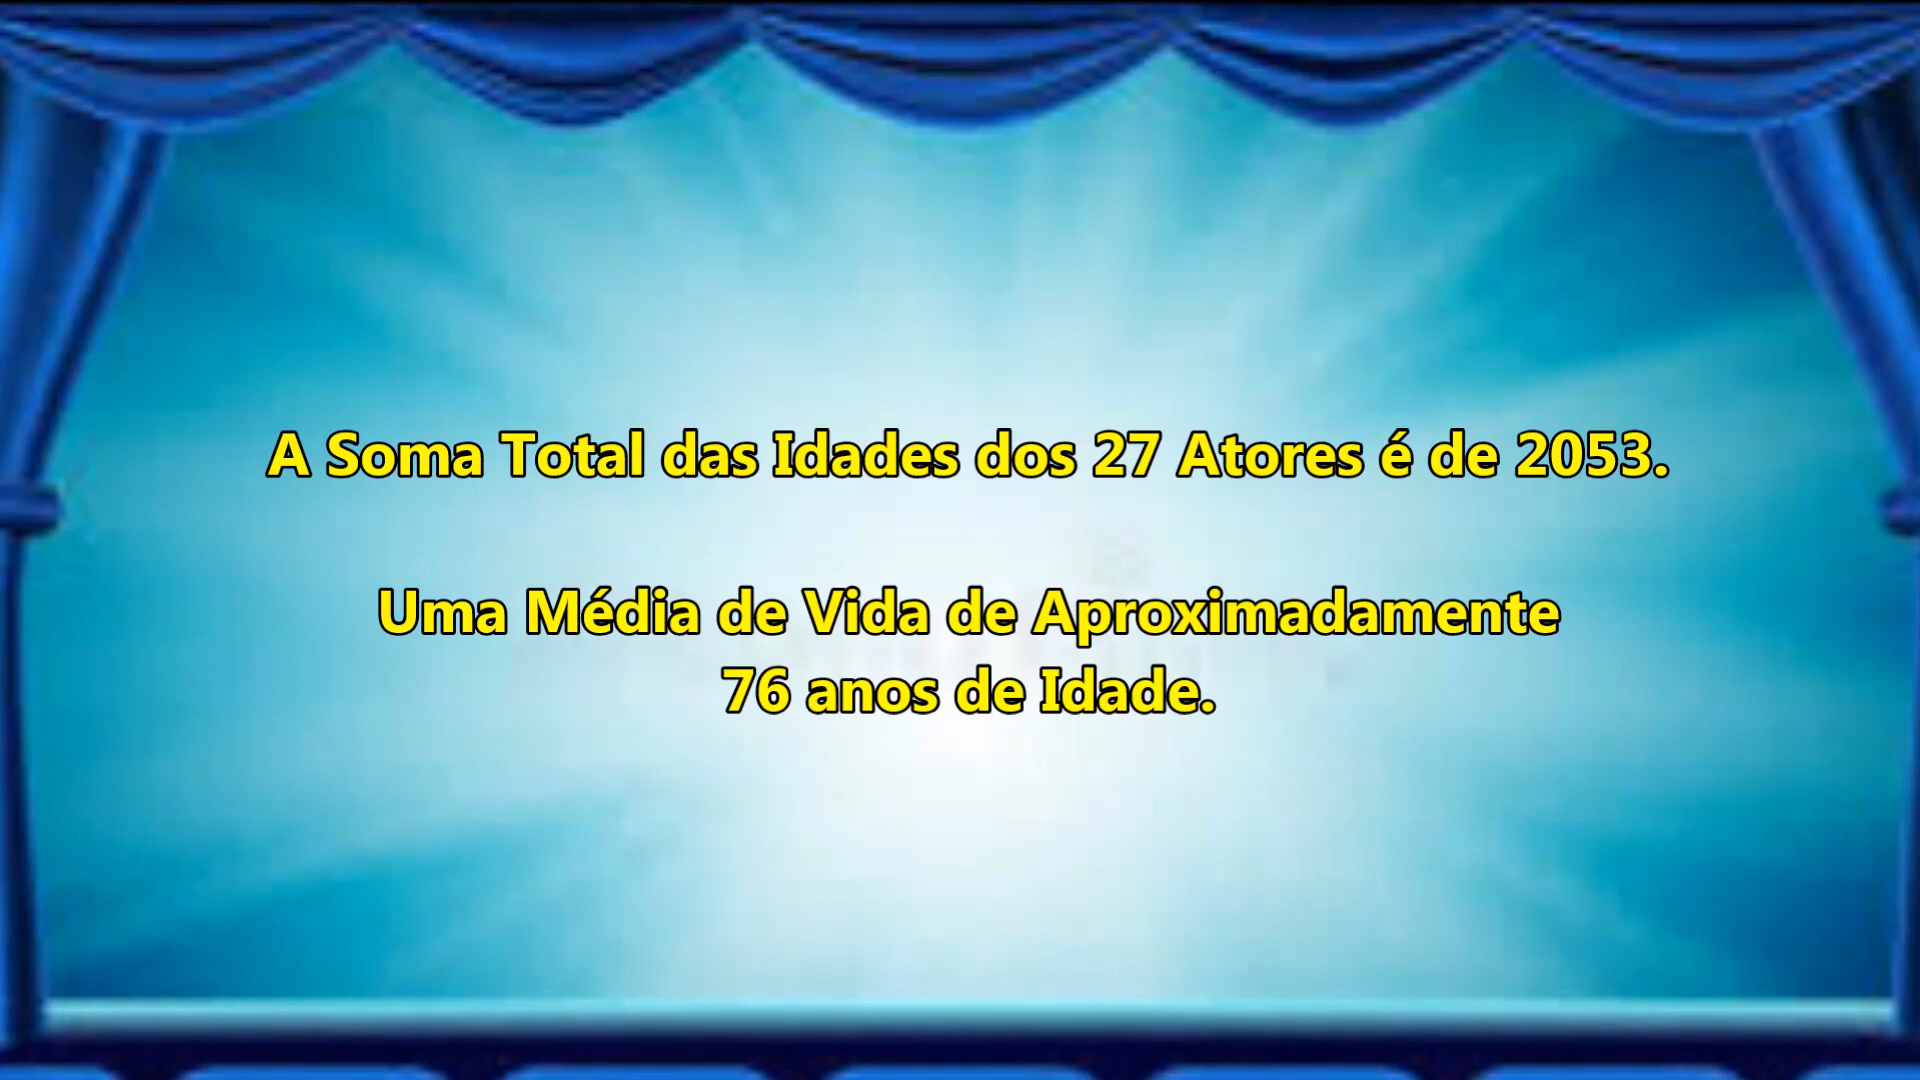 A Soma Total das Idades dos 27 Atores é de 2053.
Uma Média de Vida de Aproximadamente
76 anos de Idade.